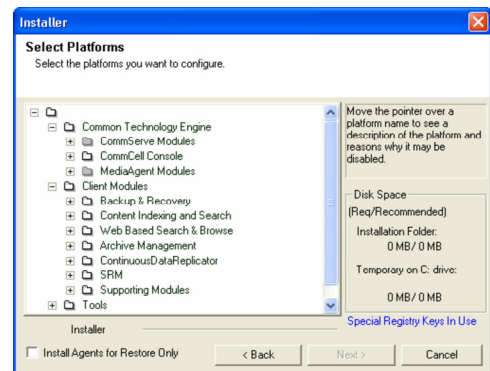 Installer
Select Platforms
Select the platforms you want to configure.
Common Technology Engine
CommServe Modules
CommCell Console
MediaAgent Modules
Client Modules
Backup & Recovery
Content Indexing and Search
Web Based Search & Browse
Archive Management
ContinuousDataReplicator
SRM
Supporting Modules
Tools
Move the pointer over a
platform name to see a
description of the platform and
reasons why it may be
disabled.
Disk Space
(Req/Recommended)
Installation Folder:
0 MB/ 0 MB
Temporary on C: drive:
0 MB/ 0 MB
Special Registry Keys In Use
Installer
Install Agents for Restore Only
< Back
Next >
Cancel